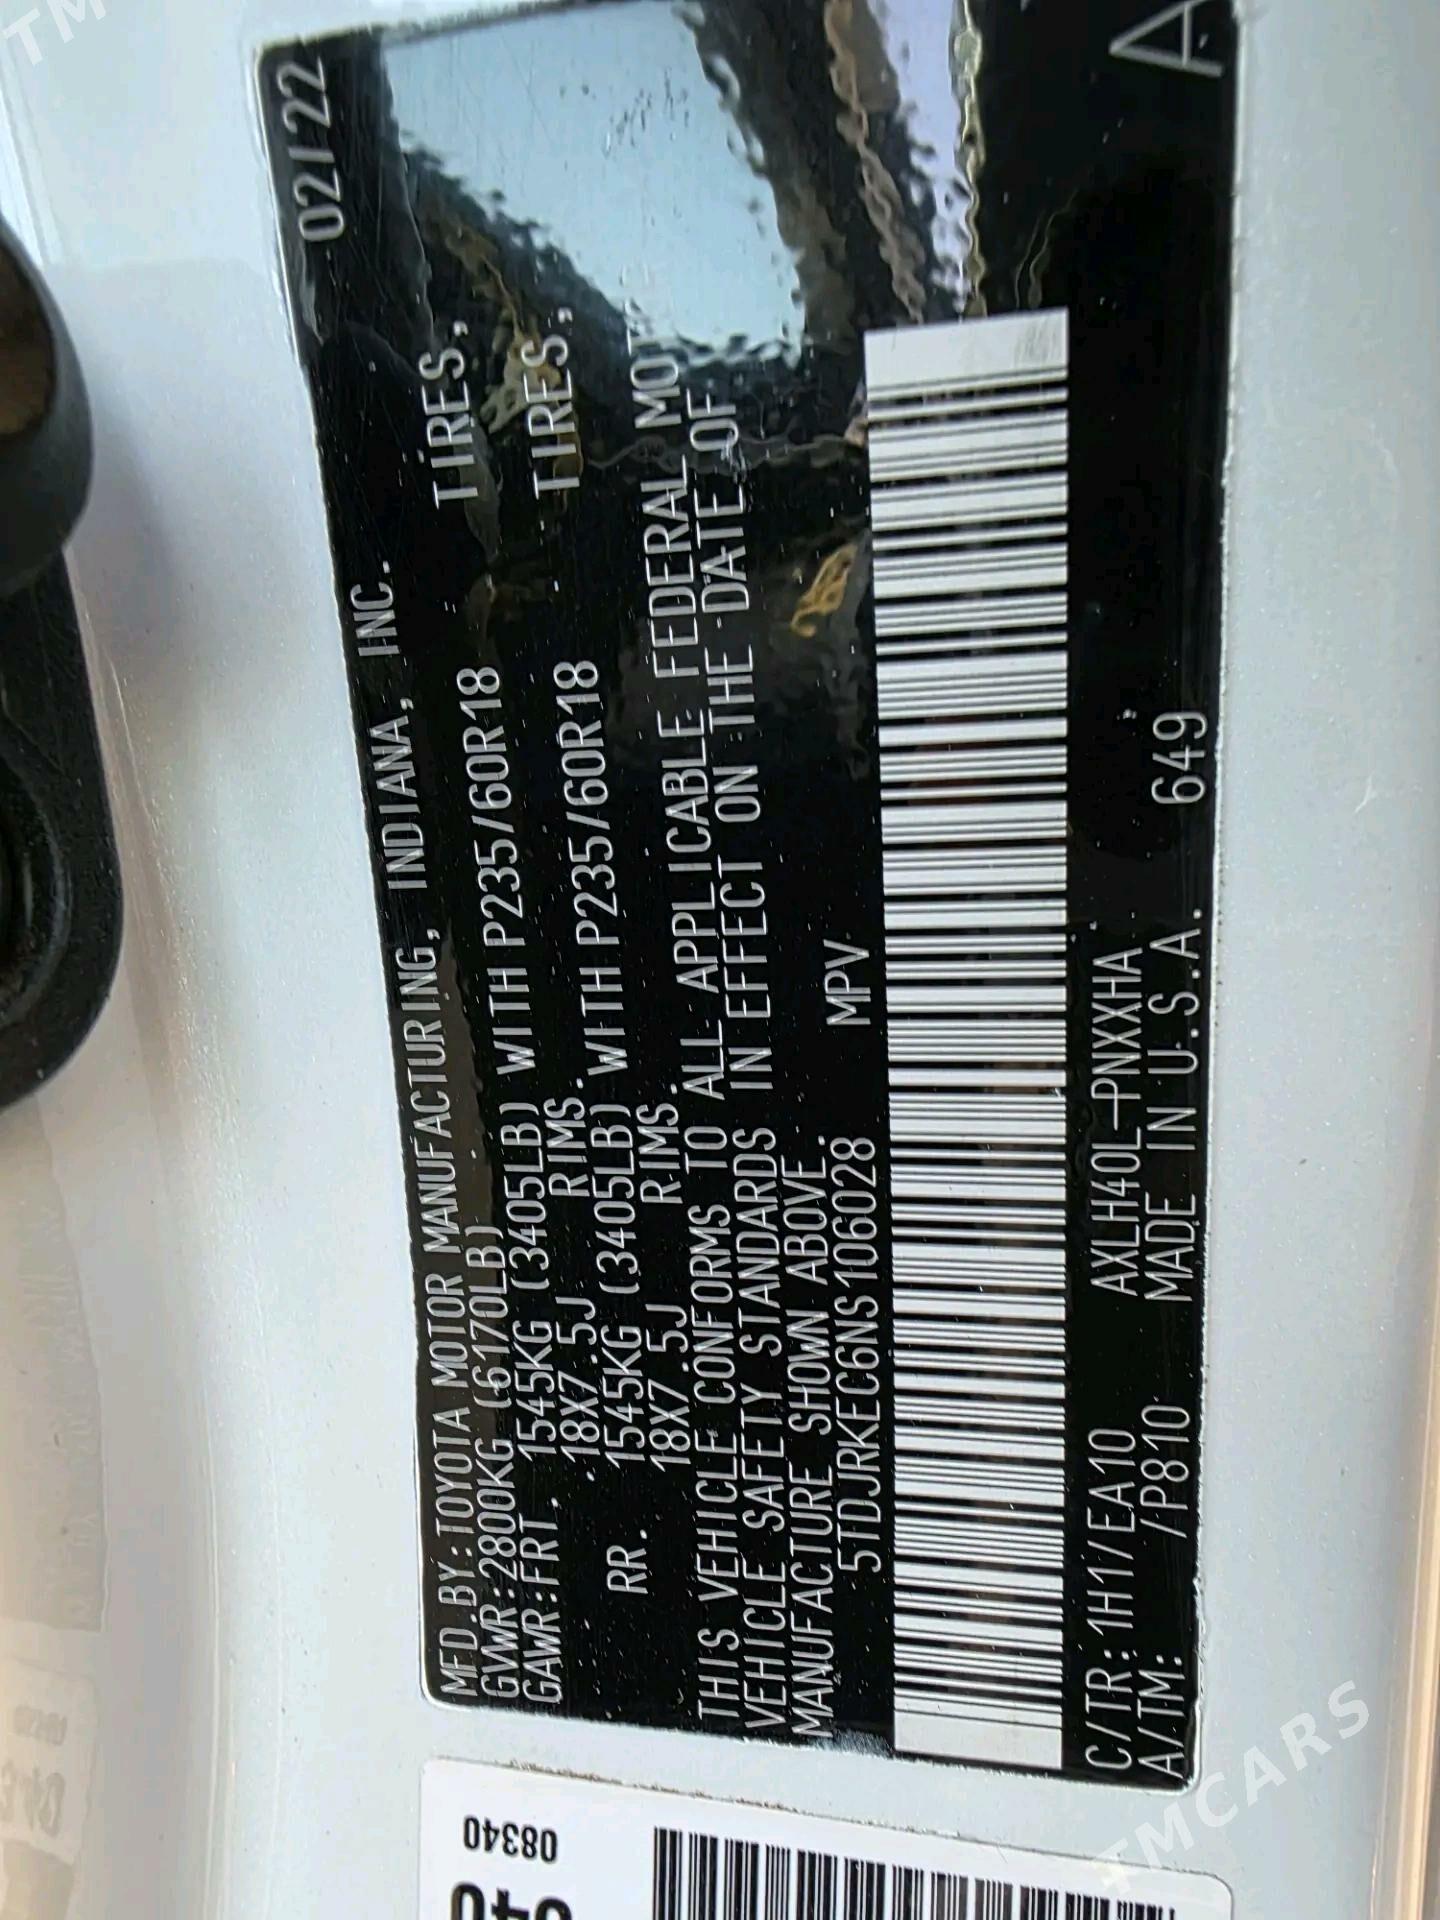 MFD.BY:TOYOTA MOTOR MANUFACTURING, INDIANA, INC. 02/22
GVWR:2800KG (6170LB)
GAWR:FRT. 1545KG (3405LB) WITH P235/60R18 TIRES,
18X7.5J RIMS.
RR. 1545KG (3405LB) WITH P235/60R18 TIRES,
18X7.5J RIMS.
THIS VEHICLE CONFORMS TO ALL APPLICABLE FEDERAL MOT
VEHICLE SAFETY STANDARDS IN EFFECT ON THE DATE OF
MANUFACTURE SHOWN ABOVE.
5TDJRKEC6NS106028 MPV
C/TR: 1H1/EA10 AXLH40L-PNXXHA
A/TM: /P810 MADE IN U.S.A. 649
A
08340
TMCARS
TM